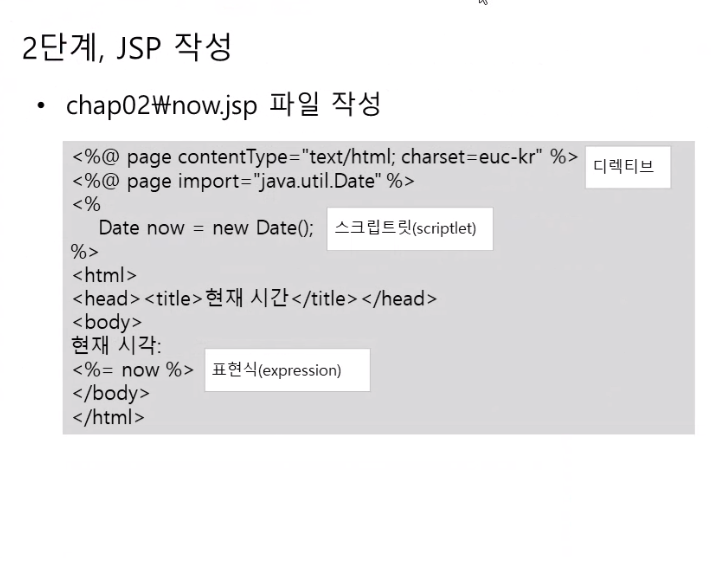 2단계, JSP 작성
• chap02₩now.jsp 파일 작성
<%@ page contentType="text/html; charset=euc-kr" %> 디렉티브
<%@ page import="java.util.Date" %>
<%
Date now = new Date(); 스크립트릿(scriptlet)
%>
<html>
<head><title>현재 시간</title></head>
<body>
현재 시각:
<%= now %> 표현식(expression)
</body>
</html>